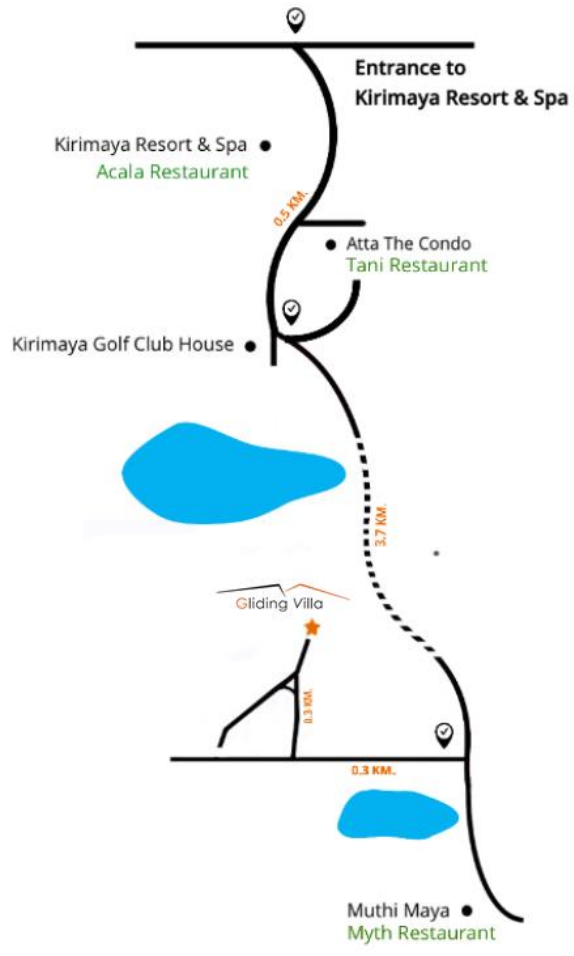 Entrance to
Kirimaya Resort & Spa
Kirimaya Resort & Spa
Acala Restaurant
0.5 KM.
Atta The Condo
Tani Restaurant
Kirimaya Golf Club House
3.7 KM.
Gliding Villa
0.3 KM.
0.3 KM.
Muthi Maya
Myth Restaurant